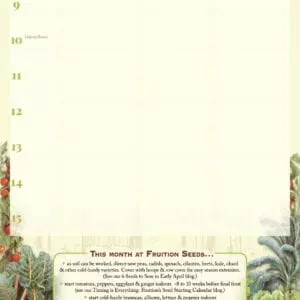 9
10
11
12
13
14
15
THIS MONTH AT FRUITION SEEDS...
• as soil can be worked, direct-sow peas, radish, spinach, cilantro, beets, kale, chard
& other cold-hardy varieties. Cover with hoops & row cover for easy season extension.
(See our 6 Seeds to Sow in Early April blog.)
• start tomatoes, peppers, eggplant & ginger indoors ~8 to 10 weeks before final frost
(see our Timing is Everything: Fruition's Seed Starting Calendar blog.)
• start cold-hardy brassicas, alliums, lettuce & peanuts indoors